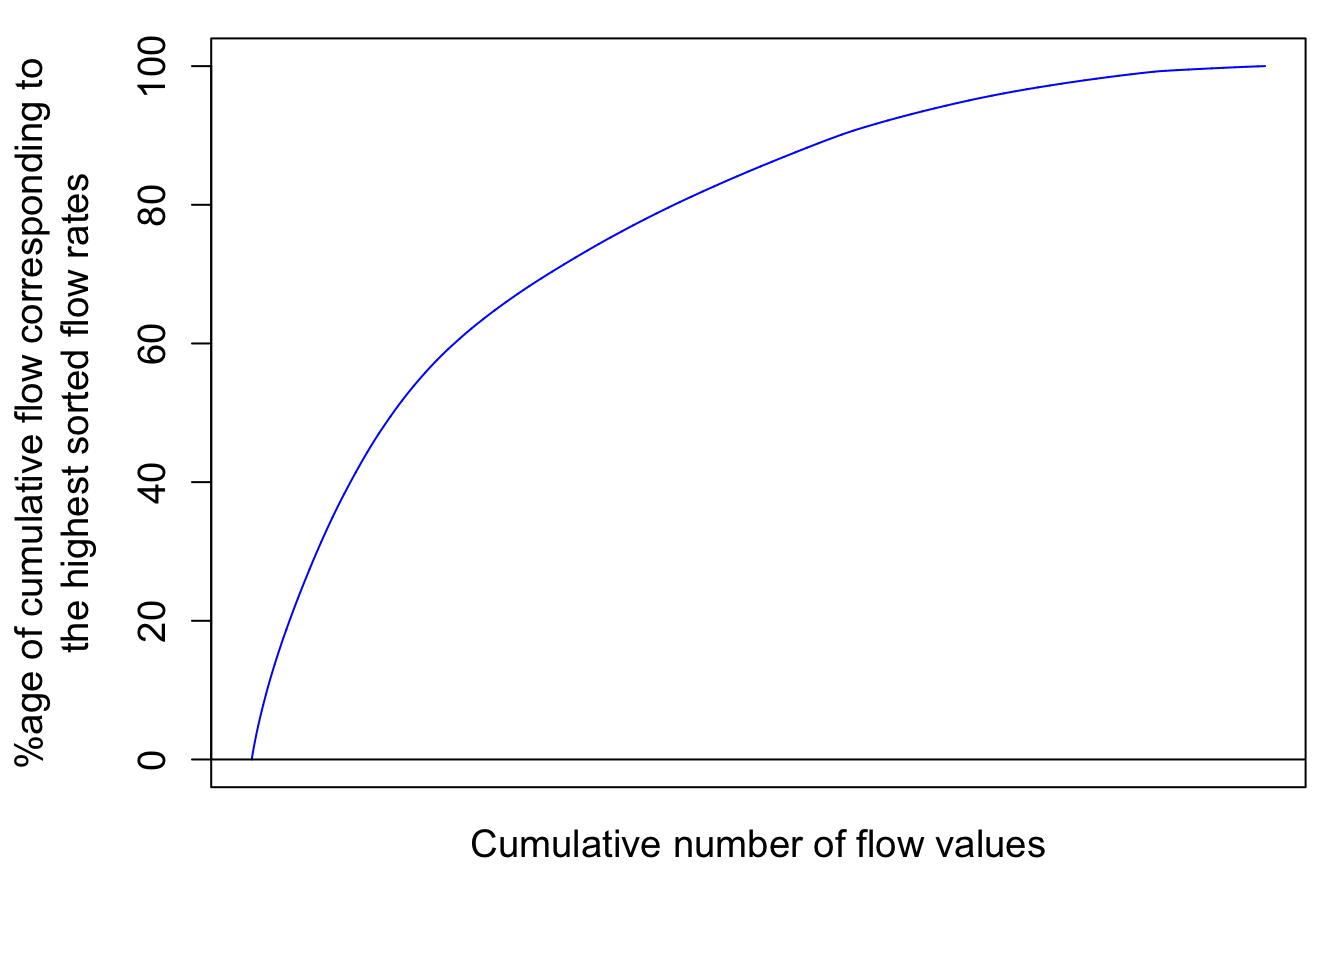 %age of cumulative flow corresponding to
the highest sorted flow rates
100
80
60
40
20
0
Cumulative number of flow values